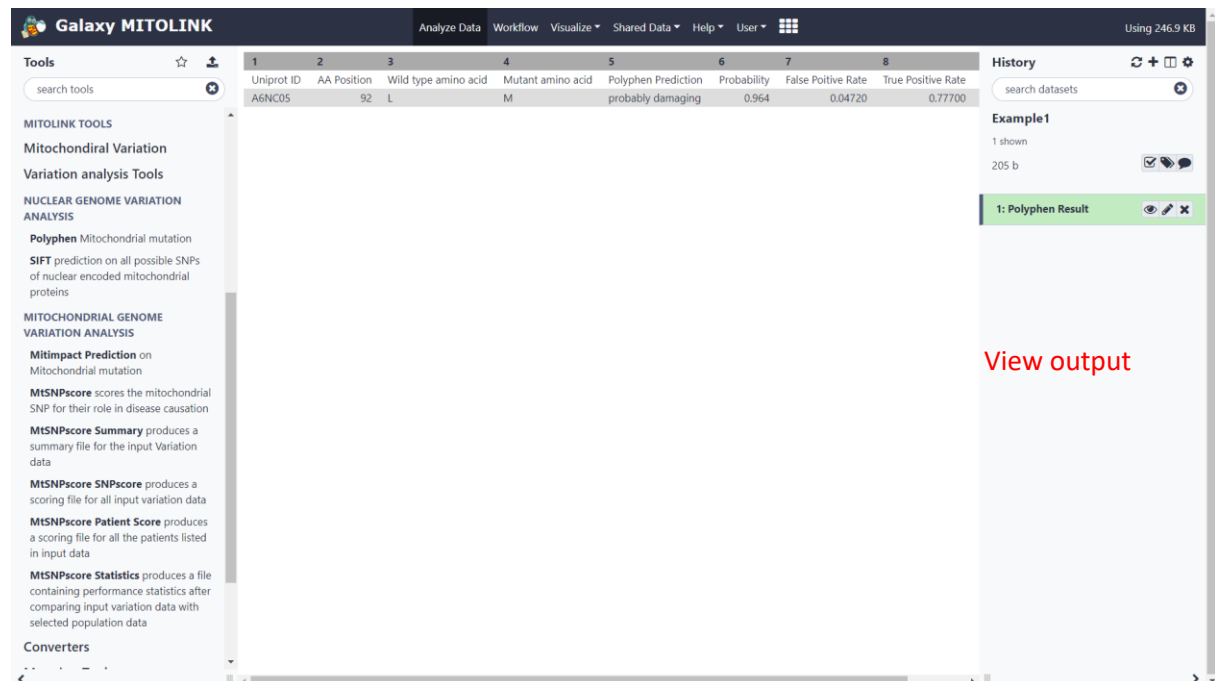 Galaxy MITOLINK
Analyze Data Workflow Visualize Shared Data Help User
Using 246.9 KB
Tools
search tools
MITOLINK TOOLS
Mitochondiral Variation
Variation analysis Tools
NUCLEAR GENOME VARIATION
ANALYSIS
Polyphen Mitochondrial mutation
SIFT prediction on all possible SNPs
of nuclear encoded mitochondrial
proteins
MITOCHONDRIAL GENOME
VARIATION ANALYSIS
Mitimpact Prediction on
Mitochondrial mutation
MtSNPscore scores the mitochondrial
SNP for their role in disease causation
MtSNPscore Summary produces a
summary file for the input Variation
data
MtSNPscore SNPscore produces a
scoring file for all input variation data
MtSNPscore Patient Score produces
a scoring file for all the patients listed
in input data
MtSNPscore Statistics produces a file
containing performance statistics after
comparing input variation data with
selected population data
Converters
1 2 3 4 5 6 7 8
Uniprot ID AA Position Wild type amino acid Mutant amino acid Polyphen Prediction Probability False Poitive Rate True Positive Rate
A6NC05 92 L M probably damaging 0.964 0.04720 0.77700
History
search datasets
Example1
1 shown
205 b
1: Polyphen Result
View output